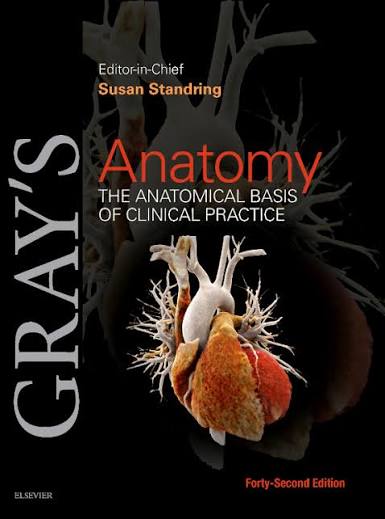 Editor-in-Chief
Susan Standring
GRAY'S
Anatomy
THE ANATOMICAL BASIS
OF CLINICAL PRACTICE
Forty-Second Edition
ELSEVIER